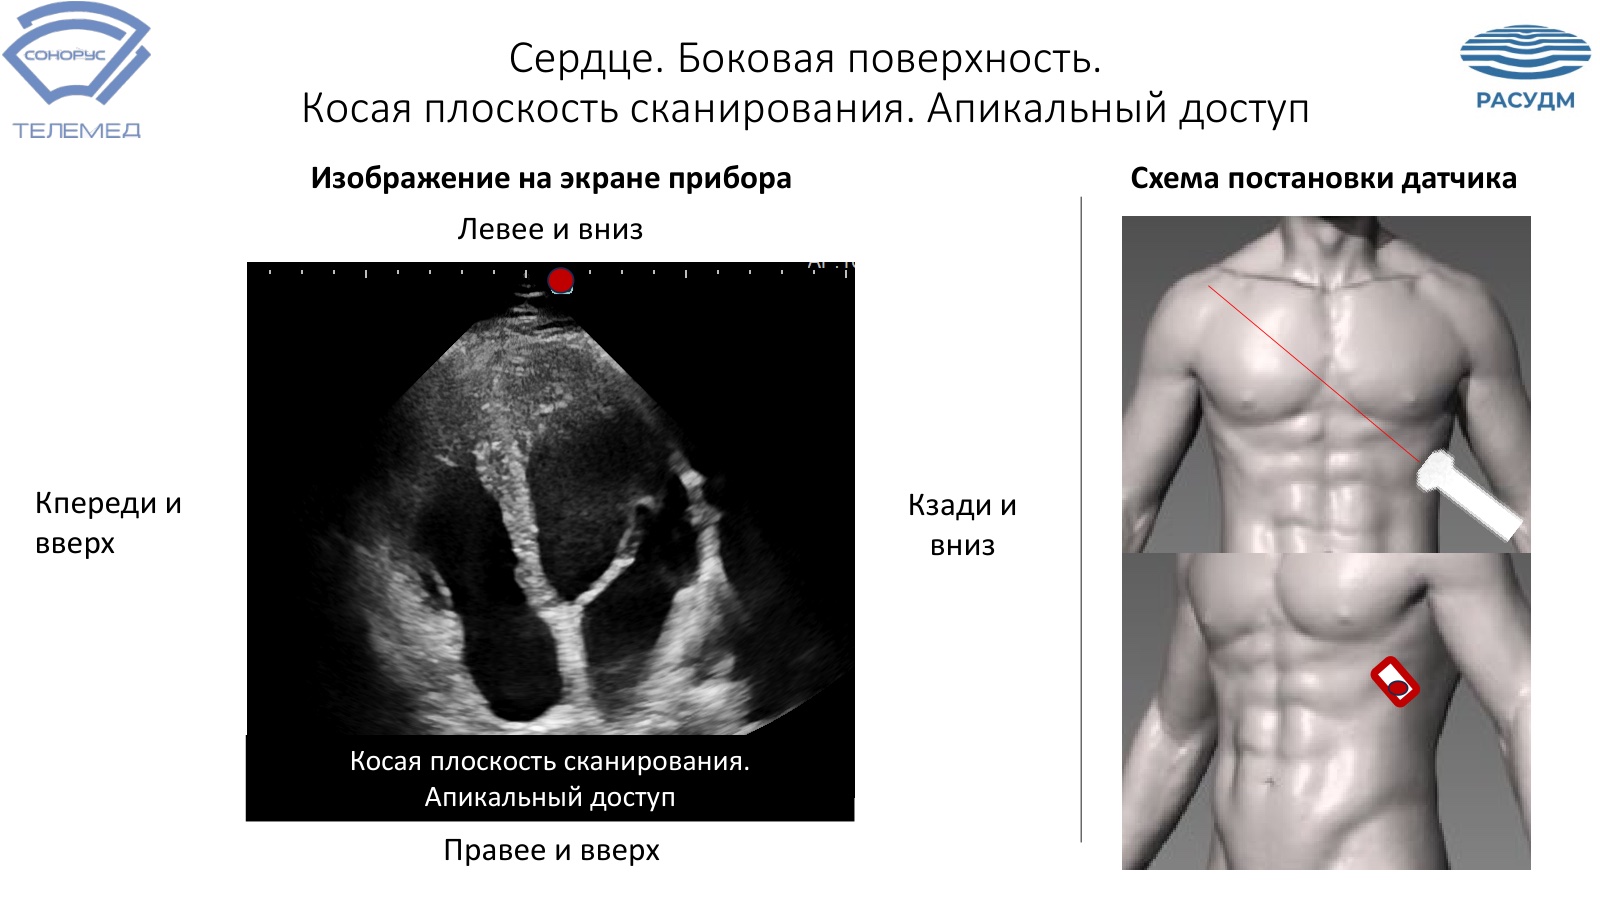 СОНОРУС
ТЕЛЕМЕД
Сердце. Боковая поверхность.
Косая плоскость сканирования. Апикальный доступ
РАСУДМ
Изображение на экране прибора
Левее и вниз
Кпереди и
вверх
Кзади и
вниз
Косая плоскость сканирования.
Апикальный доступ
Правее и вверх
Схема постановки датчика